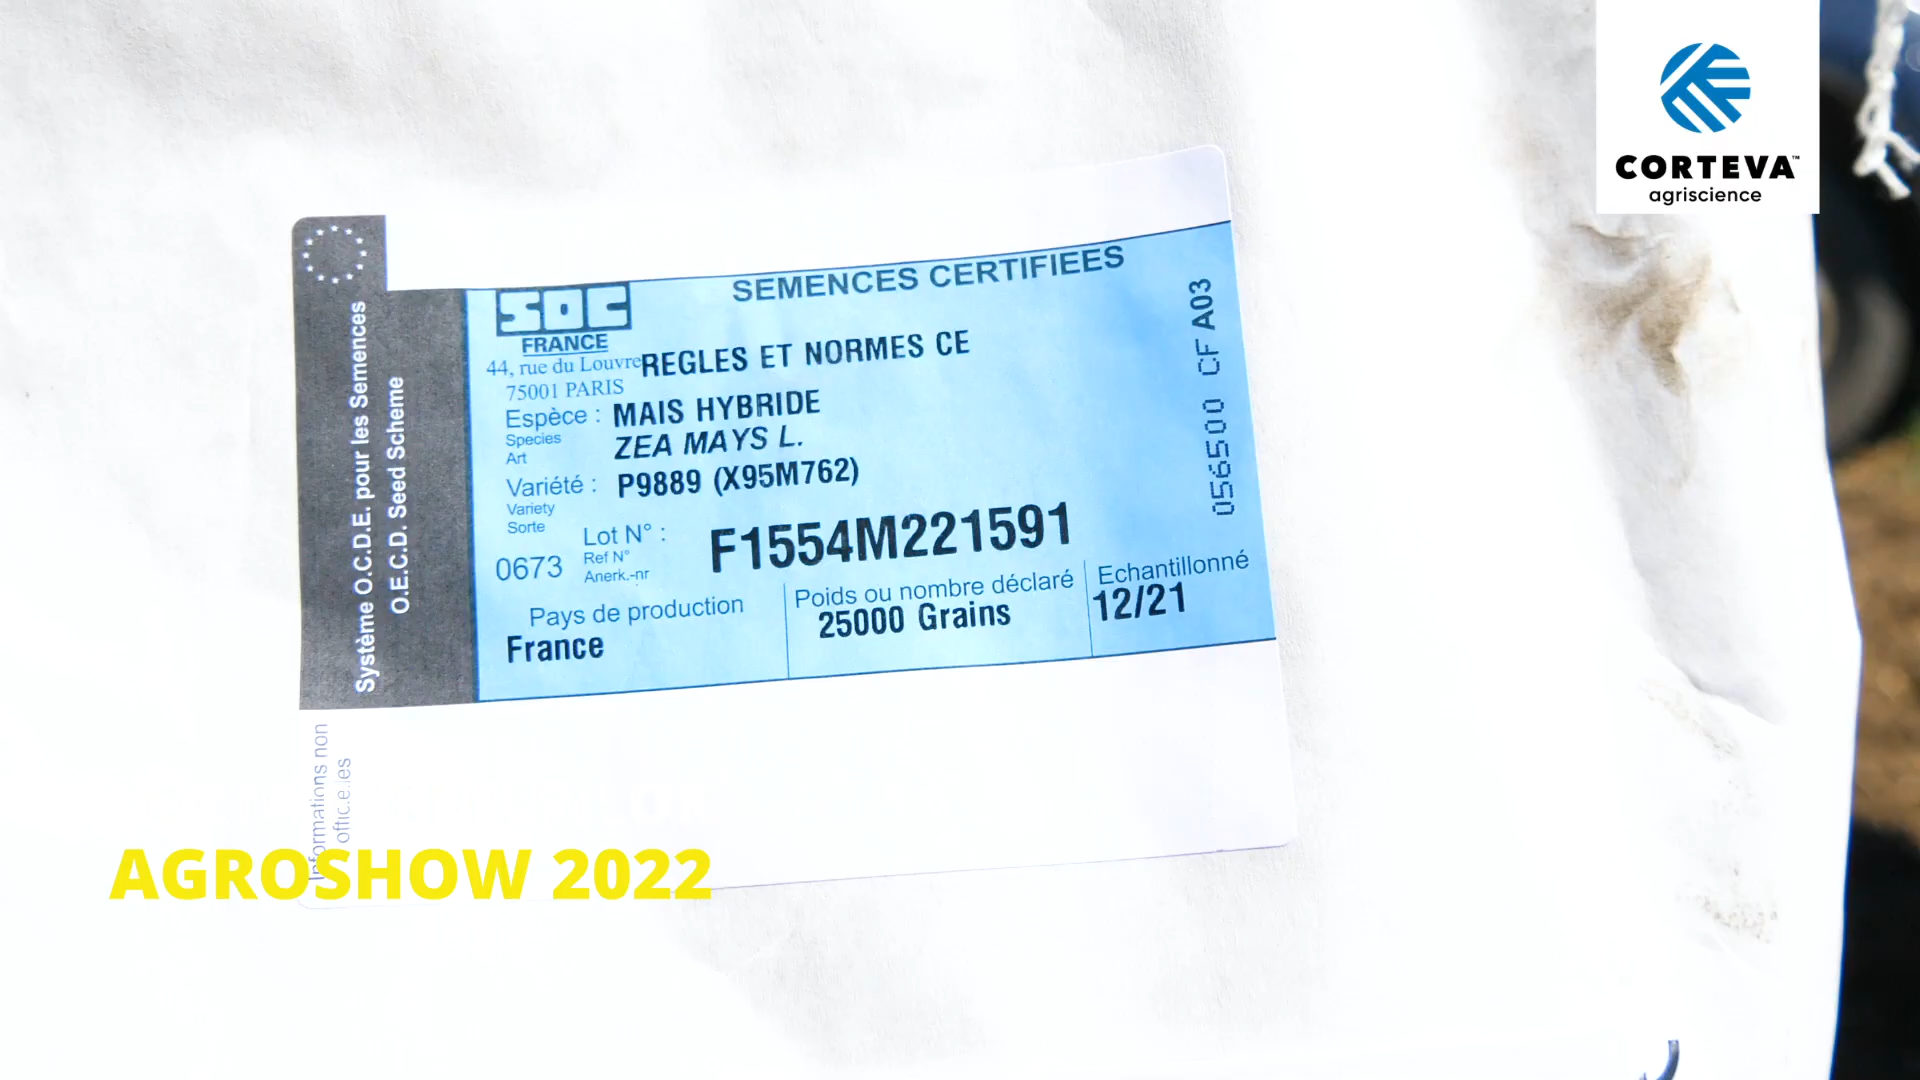 CORTEVA™
agriscience
Système O.C.D.E. pour les Semences
O.E.C.D. Seed Scheme
SOC
FRANCE
44, rue du Louvre
75001 PARIS
SEMENCES CERTIFIEES
REGLES ET NORMES CE
Espèce : MAIS HYBRIDE
Species
Art
ZEA MAYS L.
Variété : P9889 (X95M762)
Variety
Sorte
0673
Lot N° : F1554M221591
Ref N°
Anerk.-nr
Pays de production
France
Poids ou nombre déclaré
25000 Grains
Echantillonné
12/21
056500 CF A03
Informations non
AGROSHOW 2022